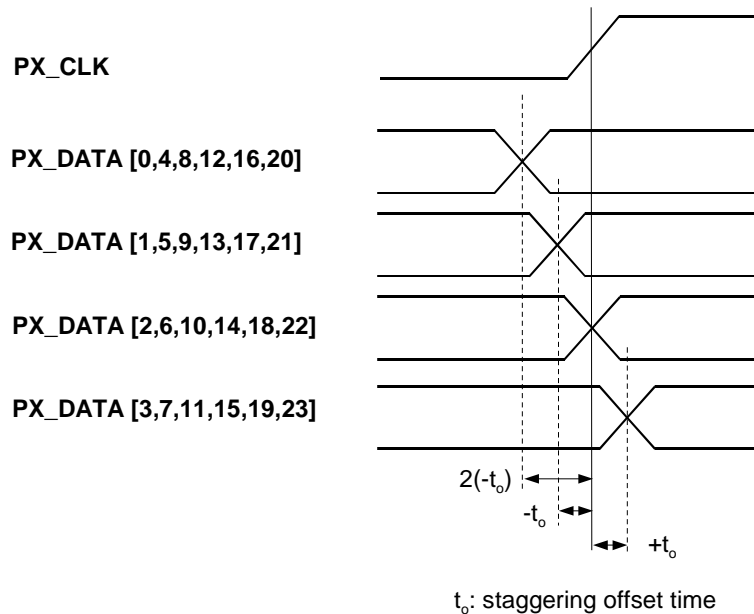 PX_CLK
PX_DATA [0,4,8,12,16,20]
PX_DATA [1,5,9,13,17,21]
PX_DATA [2,6,10,14,18,22]
PX_DATA [3,7,11,15,19,23]
2(-to)
-to
+to
to: staggering offset time